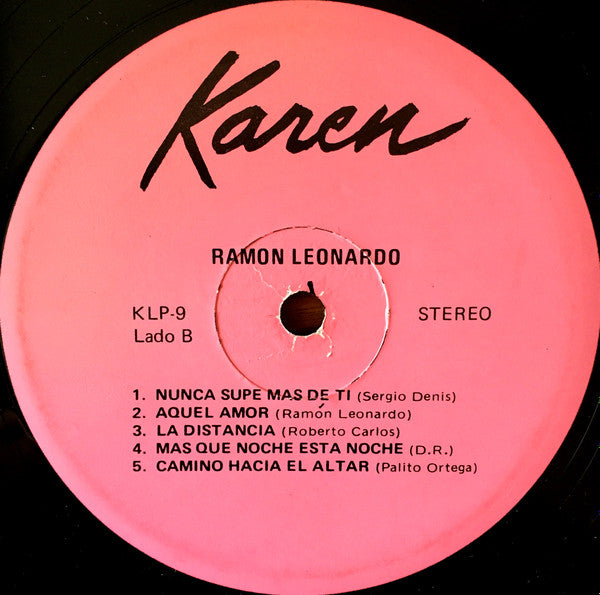 Karen
RAMON LEONARDO
KLP-9 STEREO
Lado B
1. NUNCA SUPE MAS DE TI (Sergio Denis)
2. AQUEL AMOR (Ramón Leonardo)
3. LA DISTANCIA (Roberto Carlos)
4. MAS QUE NOCHE ESTA NOCHE (D.R.)
5. CAMINO HACIA EL ALTAR (Palito Ortega)